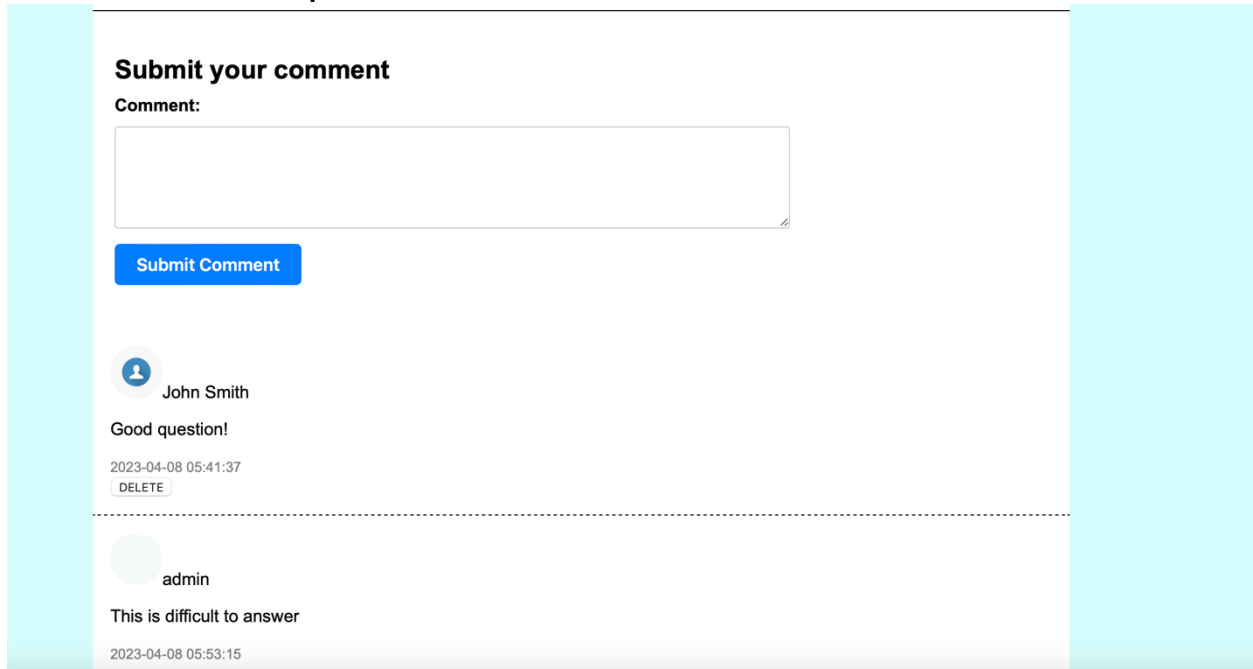 Submit your comment
Comment:
Submit Comment
John Smith
Good question!
2023-04-08 05:41:37
DELETE
admin
This is difficult to answer
2023-04-08 05:53:15